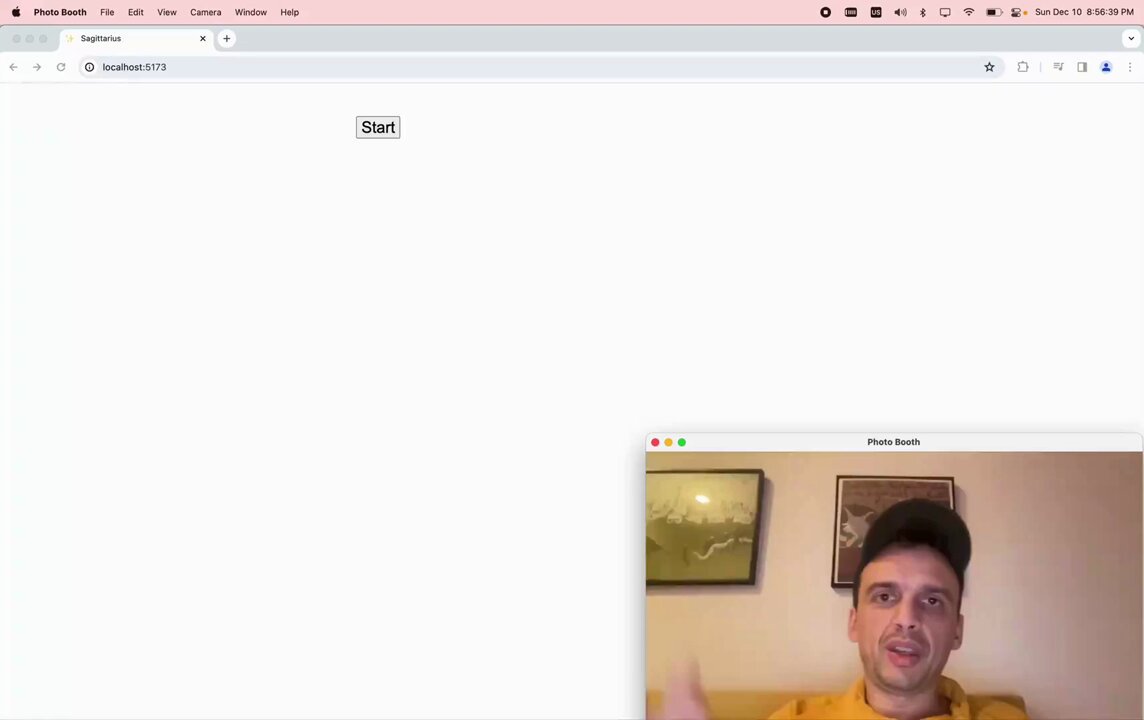 Photo Booth File Edit View Camera Window Help US Sun Dec 10 8:56:39 PM
Sagittarius
localhost:5173
Start
Photo Booth